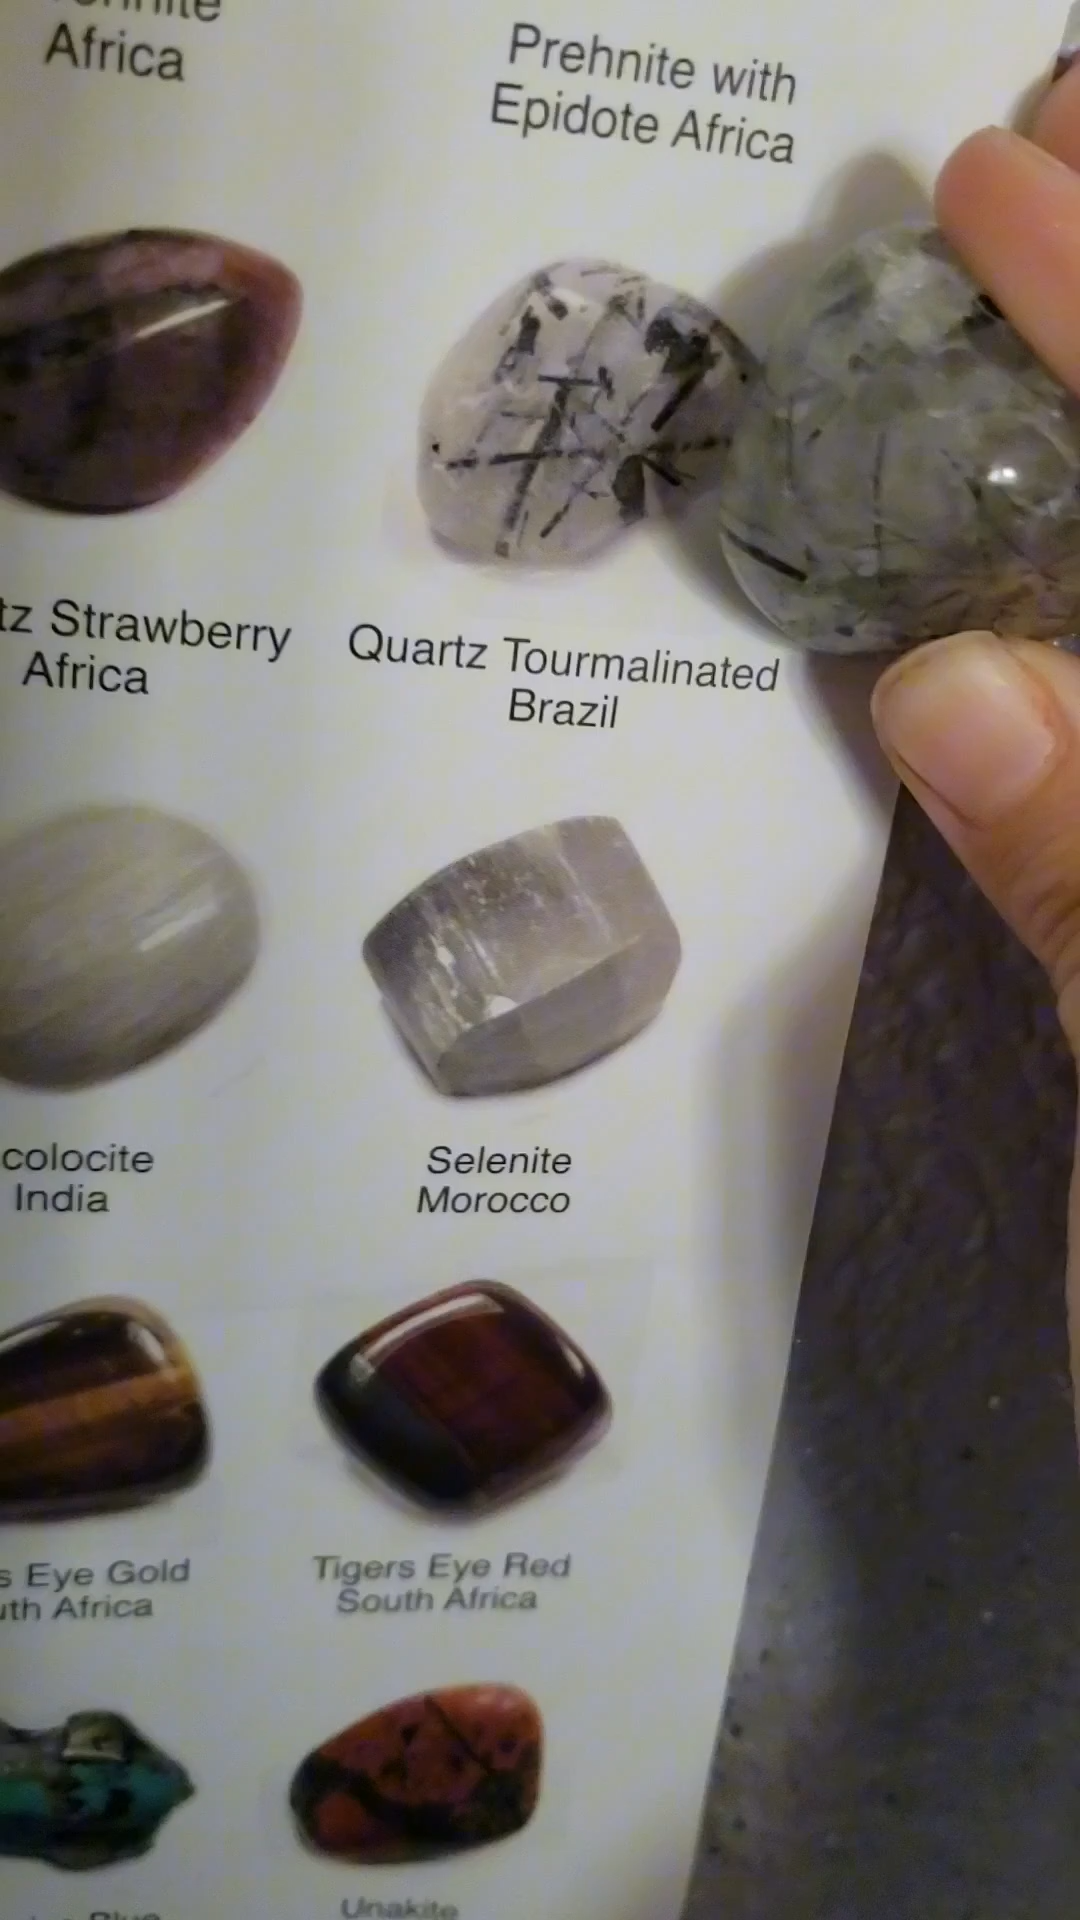 Africa
Prehnite with
Epidote Africa
Strawberry
Africa
Quartz Tourmalinated
Brazil
colocite
India
Selenite
Morocco
s Eye Gold
uth Africa
Tigers Eye Red
South Africa
Blue
Unakite